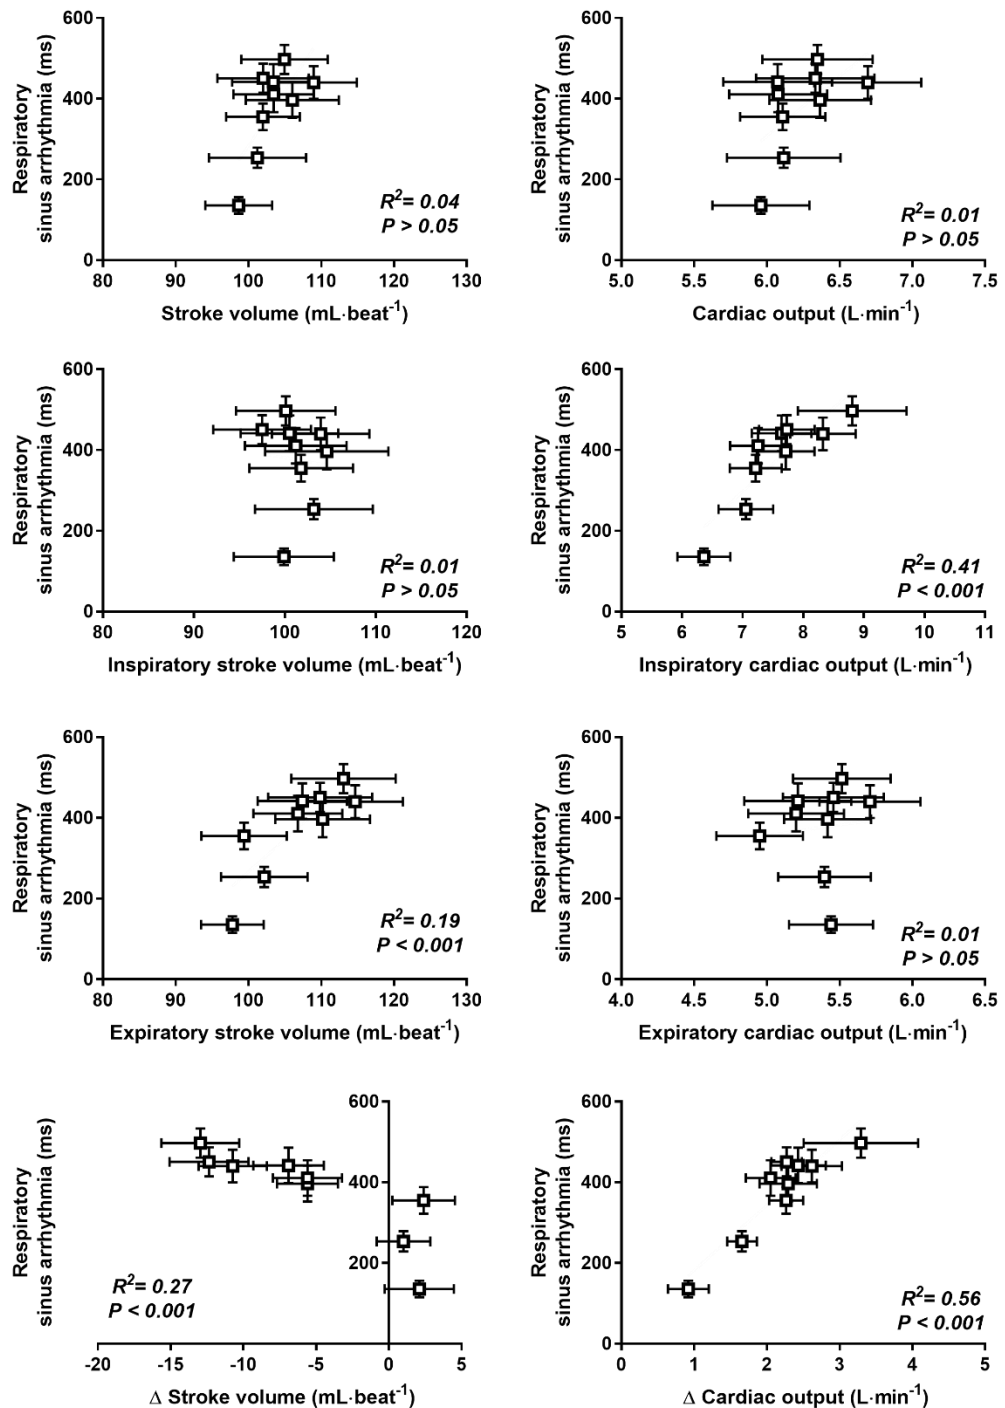 Respiratory
sinus arrhythmia (ms)
600
400
200
0
80 90 100 110 120 130
Stroke volume (mL·beat⁻¹)
R²= 0.04
P > 0.05
Respiratory
sinus arrhythmia (ms)
600
400
200
0
5.0 5.5 6.0 6.5 7.0 7.5
Cardiac output (L·min⁻¹)
R²= 0.01
P > 0.05
Respiratory
sinus arrhythmia (ms)
600
400
200
0
80 90 100 110 120
Inspiratory stroke volume (mL·beat⁻¹)
R²= 0.01
P > 0.05
Respiratory
sinus arrhythmia (ms)
600
400
200
0
5 6 7 8 9 10 11
Inspiratory cardiac output (L·min⁻¹)
R²= 0.41
P < 0.001
Respiratory
sinus arrhythmia (ms)
600
400
200
0
80 90 100 110 120 130
Expiratory stroke volume (mL·beat⁻¹)
R²= 0.19
P < 0.001
Respiratory
sinus arrhythmia (ms)
600
400
200
0
4.0 4.5 5.0 5.5 6.0 6.5
Expiratory cardiac output (L·min⁻¹)
R²= 0.01
P > 0.05
Respiratory
sinus arrhythmia (ms)
600
400
200
-20 -15 -10 -5 0 5
Δ Stroke volume (mL·beat⁻¹)
R²= 0.27
P < 0.001
Respiratory
sinus arrhythmia (ms)
600
400
200
0
0 1 2 3 4 5
Δ Cardiac output (L·min⁻¹)
R²= 0.56
P < 0.001